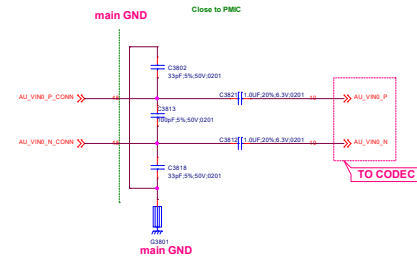 Close to PMIC
main GND
C3802
33pF,5%,50V,0201
AU_VIN0_P_CONN
C3821
1.0UF,20%,6.3V,0201
AU_VIN0_P
C3813
100pF,5%,50V,0201
AU_VIN0_N_CONN
C3812
1.0UF,20%,6.3V,0201
AU_VIN0_N
C3818
33pF,5%,50V,0201
TO CODEC
G3801
main GND